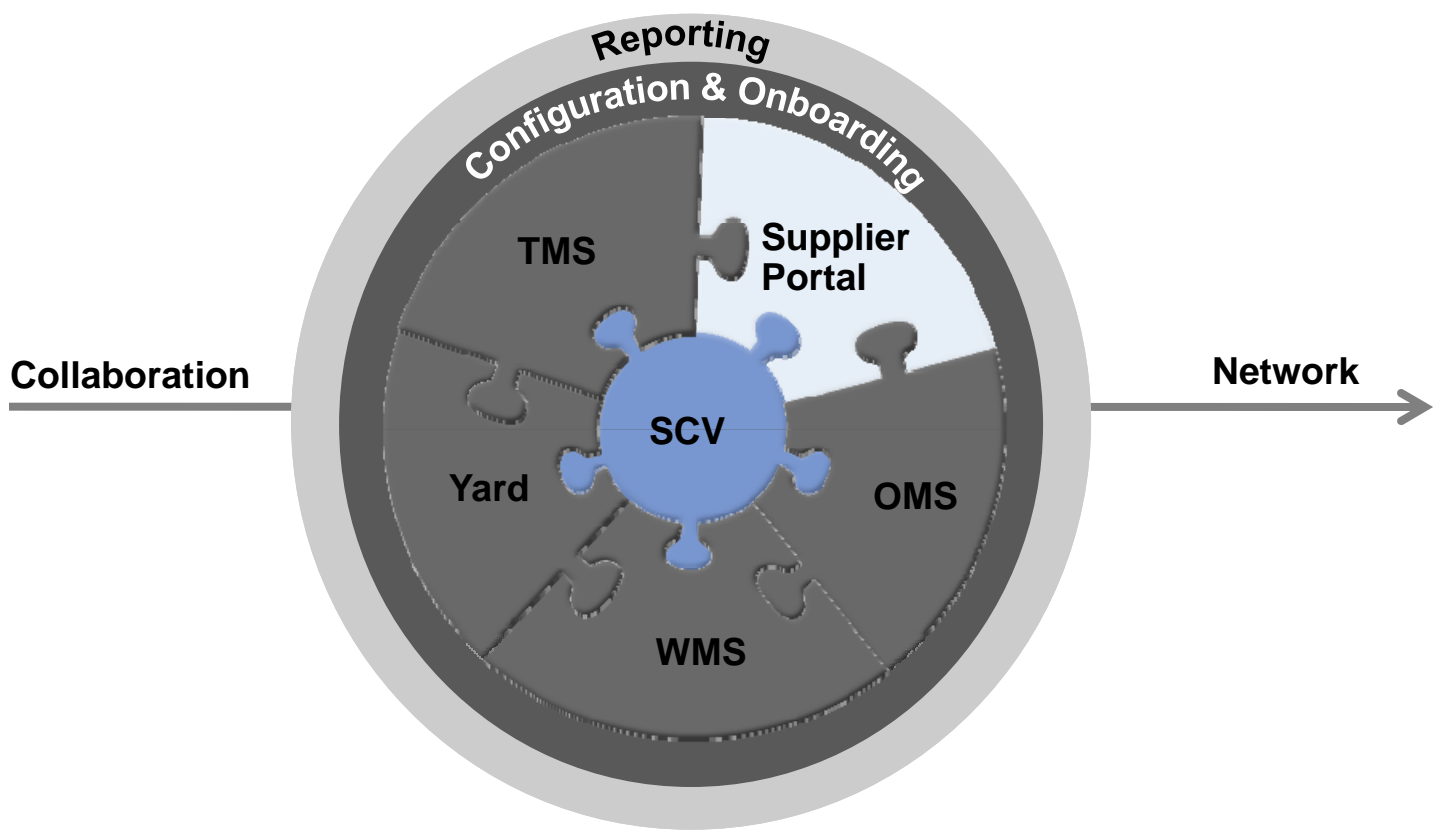 Reporting
Configuration & Onboarding
TMS
Supplier
Portal
Collaboration
Network
SCV
Yard
OMS
WMS